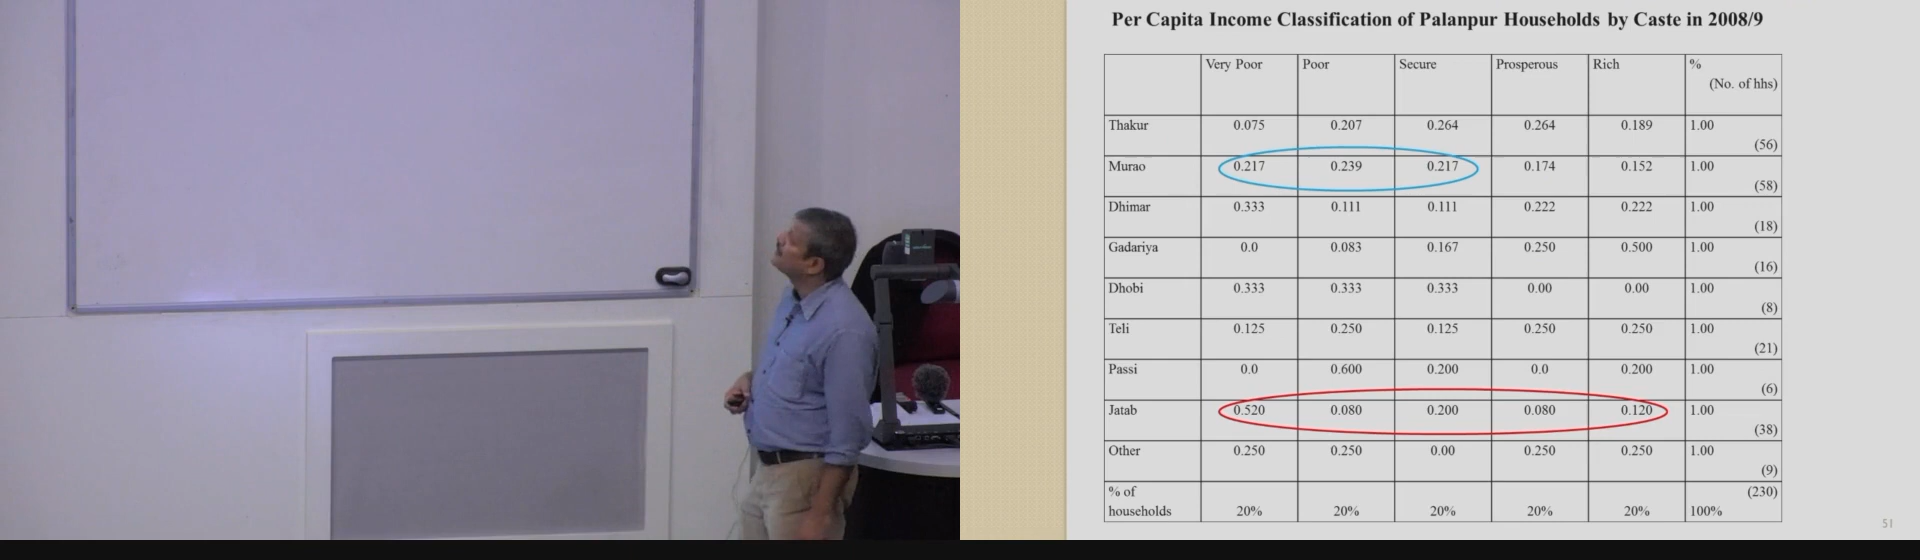 Per Capita Income Classification of Palanpur Households by Caste in 2008/9
Very Poor Poor Secure Prosperous Rich %
(No. of hhs)
Thakur 0.075 0.207 0.264 0.264 0.189 1.00
(56)
Murao 0.217 0.239 0.217 0.174 0.152 1.00
(58)
Dhimar 0.333 0.111 0.111 0.222 0.222 1.00
(18)
Gadariya 0.0 0.083 0.167 0.250 0.500 1.00
(16)
Dhobi 0.333 0.333 0.333 0.00 0.00 1.00
(8)
Teli 0.125 0.250 0.125 0.250 0.250 1.00
(21)
Passi 0.0 0.600 0.200 0.0 0.200 1.00
(6)
Jatab 0.520 0.080 0.200 0.080 0.120 1.00
(38)
Other 0.250 0.250 0.00 0.250 0.250 1.00
(9)
% of (230)
households 20% 20% 20% 20% 20% 100%
51